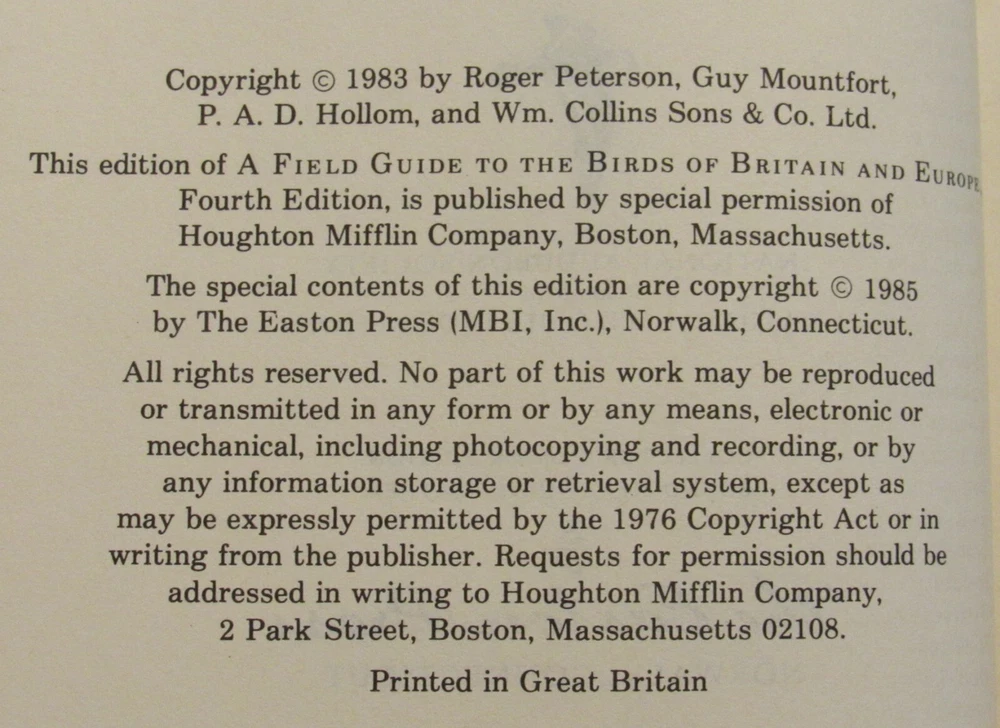 Copyright © 1983 by Roger Peterson, Guy Mountfort,
P. A. D. Hollom, and Wm. Collins Sons & Co. Ltd.
This edition of A FIELD GUIDE TO THE BIRDS OF BRITAIN AND EUROPE,
Fourth Edition, is published by special permission of
Houghton Mifflin Company, Boston, Massachusetts.
The special contents of this edition are copyright © 1985
by The Easton Press (MBI, Inc.), Norwalk, Connecticut.
All rights reserved. No part of this work may be reproduced
or transmitted in any form or by any means, electronic or
mechanical, including photocopying and recording, or by
any information storage or retrieval system, except as
may be expressly permitted by the 1976 Copyright Act or in
writing from the publisher. Requests for permission should be
addressed in writing to Houghton Mifflin Company,
2 Park Street, Boston, Massachusetts 02108.
Printed in Great Britain